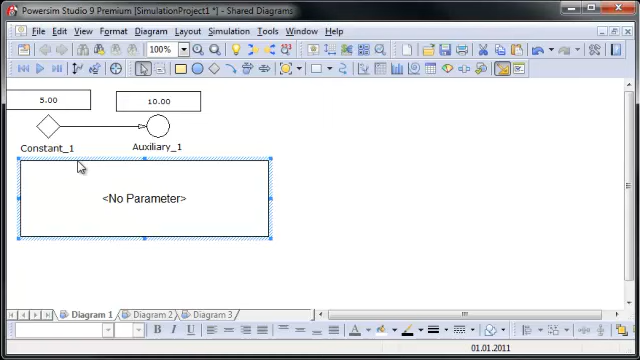 Powersim Studio 9 Premium [SimulationProject1 *] - Shared Diagrams
File Edit View Format Diagram Layout Simulation Tools Window Help
100%
5.00
10.00
Constant_1
Auxiliary_1
<No Parameter>
Diagram 1 Diagram 2 Diagram 3
B I U A
01.01.2011